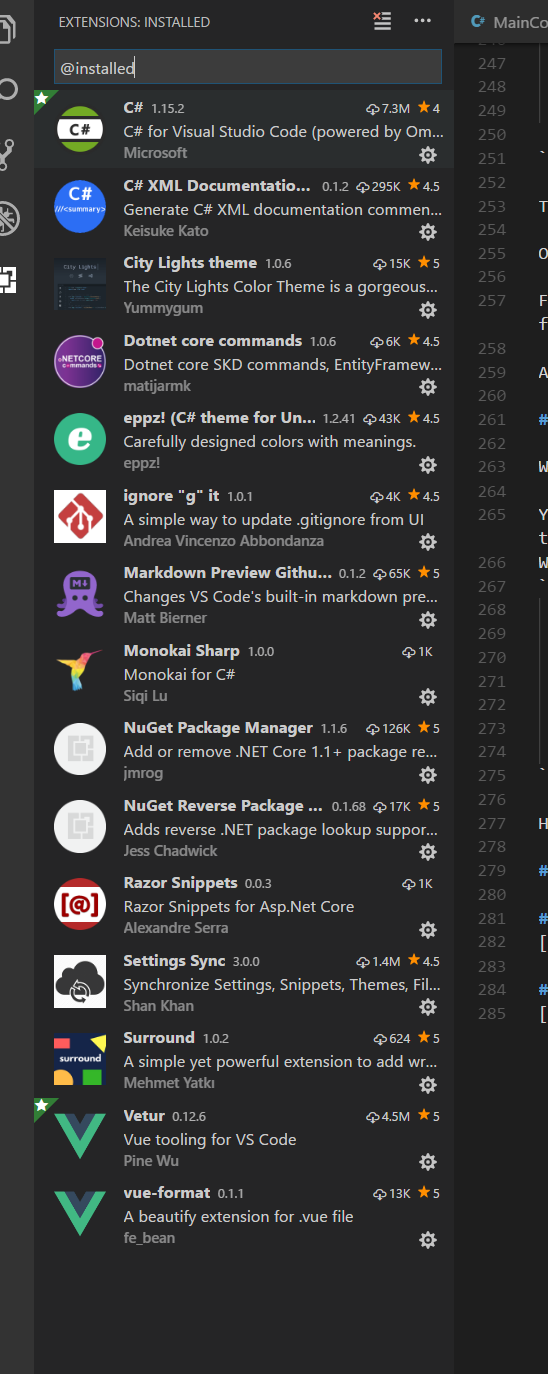 EXTENSIONS: INSTALLED
@installed
C# 1.15.2 7.3M 4
C# for Visual Studio Code (powered by Om...
Microsoft
C# XML Documentatio... 0.1.2 295K 4.5
Generate C# XML documentation commen...
Keisuke Kato
City Lights theme 1.0.6 15K 5
The City Lights Color Theme is a gorgeous...
Yummygum
Dotnet core commands 1.0.6 6K 4.5
Dotnet core SKD commands, EntityFramew...
matijarmk
eppz! (C# theme for Un... 1.2.41 43K 4.5
Carefully designed colors with meanings.
eppz!
ignore "g" it 1.0.1 4K 4.5
A simple way to update .gitignore from UI
Andrea Vincenzo Abbondanza
Markdown Preview Githu... 0.1.2 65K 5
Changes VS Code's built-in markdown pre...
Matt Bierner
Monokai Sharp 1.0.0 1K
Monokai for C#
Siqi Lu
NuGet Package Manager 1.1.6 126K 5
Add or remove .NET Core 1.1+ package re...
jmrog
NuGet Reverse Package ... 0.1.68 17K 5
Adds reverse .NET package lookup suppor...
Jess Chadwick
Razor Snippets 0.0.3 1K
Razor Snippets for Asp.Net Core
Alexandre Serra
Settings Sync 3.0.0 1.4M 4.5
Synchronize Settings, Snippets, Themes, Fil...
Shan Khan
Surround 1.0.2 624 5
A simple yet powerful extension to add wr...
Mehmet Yatkı
Vetur 0.12.6 4.5M 5
Vue tooling for VS Code
Pine Wu
vue-format 0.1.1 13K 5
A beautify extension for .vue file
fe_bean
C# MainCo
247
248
249
250
251 `
252
253 T
254
255 O
256
257 F
f
258
259 A
260
261 #
262
263 W
264
265 Y
t
266 W
267 `
268
269
270
271
272
273
274
275 `
276
277 H
278
279 #
280
281 #
282 [
283
284 #
285 [
C#
C#
///<summary>
City Lights
.NETCORE
commands
e
M
[@]
surround